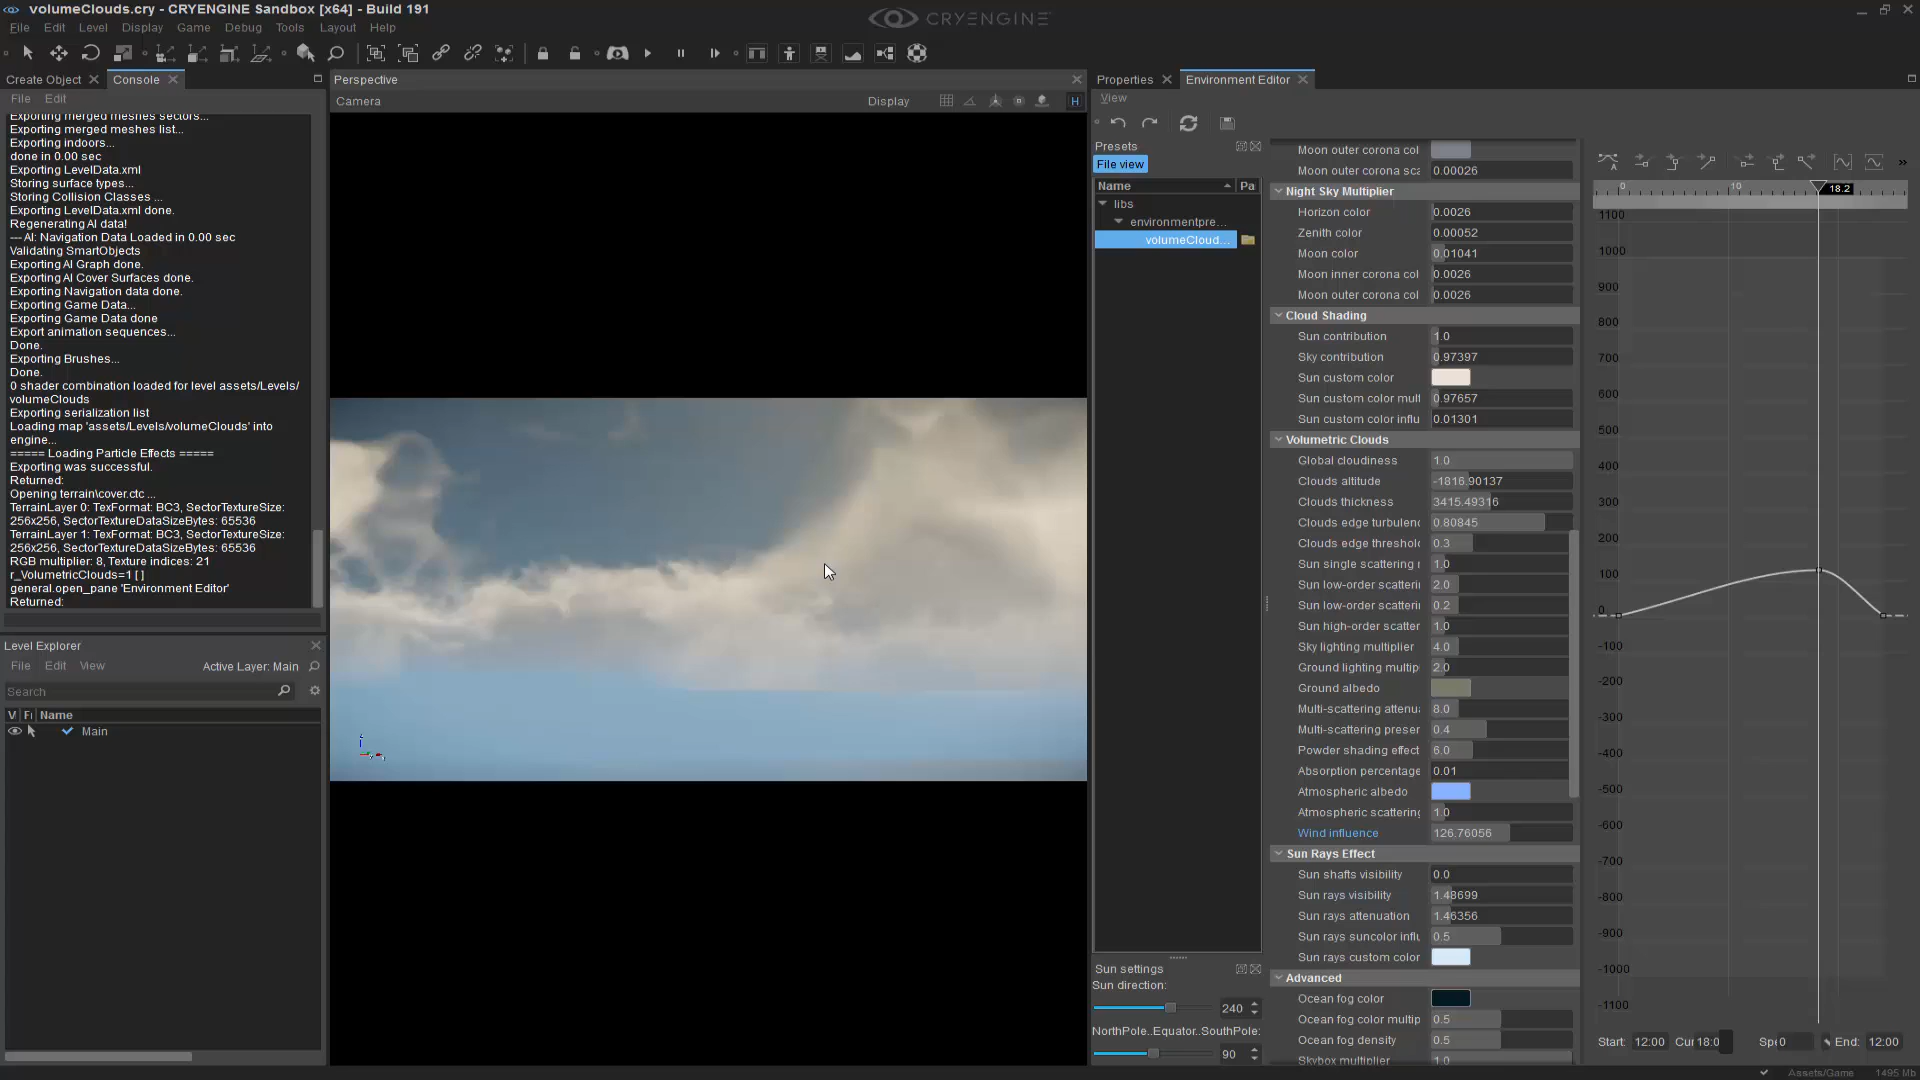 volumeClouds.cry - CRYENGINE Sandbox [x64] - Build 191
CRYENGINE
File Edit Level Display Game Debug Tools Layout Help
Create Object
Console
Perspective
Properties
Environment Editor
File Edit
Camera
Display
H
View
Exporting merged meshes sectors...
Exporting merged meshes list...
Exporting indoors...
done in 0.00 sec
Exporting LevelData.xml
Storing surface types...
Storing Collision Classes ...
Exporting LevelData.xml done.
Regenerating AI data!
--- AI: Navigation Data Loaded in 0.00 sec
Validating SmartObjects
Exporting AI Graph done.
Exporting AI Cover Surfaces done.
Exporting Navigation data done.
Exporting Game Data...
Exporting Game Data done
Export animation sequences...
Done.
Exporting Brushes...
Done.
0 shader combination loaded for level assets/Levels/
volumeClouds
Exporting serialization list
Loading map 'assets/Levels/volumeClouds' into
engine...
===== Loading Particle Effects =====
Exporting was successful.
Returned:
Opening terrain\cover.ctc ...
TerrainLayer 0: TexFormat: BC3, SectorTextureSize:
256x256, SectorTextureDataSizeBytes: 65536
TerrainLayer 1: TexFormat: BC3, SectorTextureSize:
256x256, SectorTextureDataSizeBytes: 65536
RGB multiplier: 8, Texture indices: 21
r_VolumetricClouds=1 [ ]
general.open_pane 'Environment Editor'
Returned:
Level Explorer
File Edit View Active Layer: Main
Search
V Fi Name
Main
Presets
File view
Name Pa
libs
environmentpre...
volumeCloud...
Sun settings
Sun direction:
240
NorthPole..Equator..SouthPole:
90
Moon outer corona col
Moon outer corona sca 0.00026
Night Sky Multiplier
Horizon color 0.0026
Zenith color 0.00052
Moon color 0.01041
Moon inner corona col 0.0026
Moon outer corona col 0.0026
Cloud Shading
Sun contribution 1.0
Sky contribution 0.97397
Sun custom color
Sun custom color mult 0.97657
Sun custom color influ 0.01301
Volumetric Clouds
Global cloudiness 1.0
Clouds altitude -1816.90137
Clouds thickness 3415.49316
Clouds edge turbulenc 0.80845
Clouds edge threshold 0.3
Sun single scattering r 1.0
Sun low-order scatterin 2.0
Sun low-order scatterin 0.2
Sun high-order scatter 1.0
Sky lighting multiplier 4.0
Ground lighting multip 2.0
Ground albedo
Multi-scattering attenu 8.0
Multi-scattering preser 0.4
Powder shading effect 6.0
Absorption percentage 0.01
Atmospheric albedo
Atmospheric scattering 1.0
Wind influence 126.76056
Sun Rays Effect
Sun shafts visibility 0.0
Sun rays visibility 1.48699
Sun rays attenuation 1.46356
Sun rays suncolor influ 0.5
Sun rays custom color
Advanced
Ocean fog color
Ocean fog color multip 0.5
Ocean fog density 0.5
Skybox multiplier 1.0
»
0 10 18.2
1100
1000
900
800
700
600
500
400
300
200
100
0
-100
-200
-300
-400
-500
-600
-700
-800
-900
-1000
-1100
Start: 12:00 Cur 18:0 Spe 0 End: 12:00
Assets/Game 1495 Mb